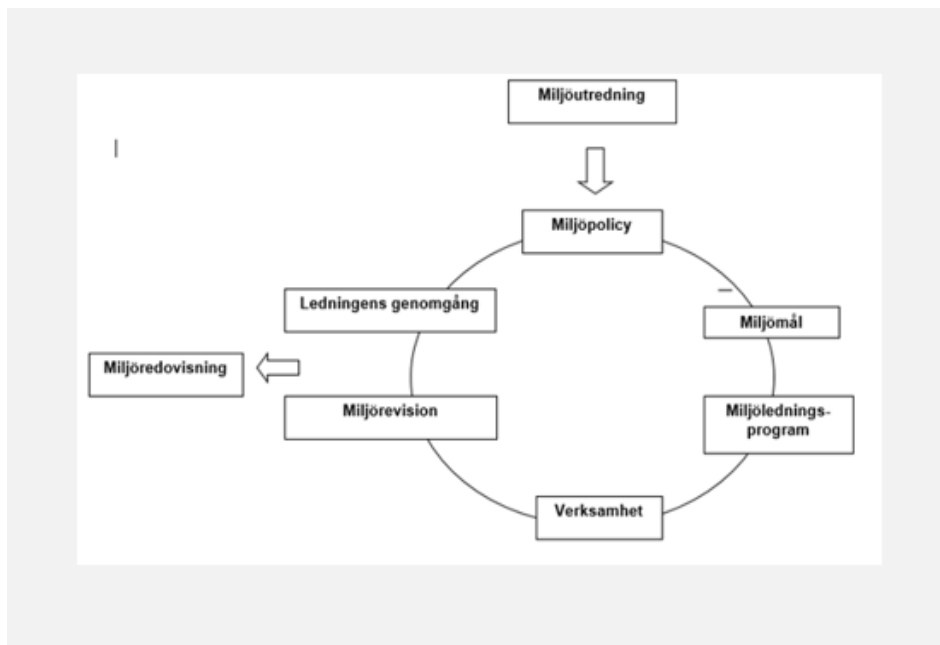 Miljöutredning
Miljöpolicy
Ledningens genomgång
Miljömål
Miljöredovisning
Miljörevision
Miljölednings-
program
Verksamhet